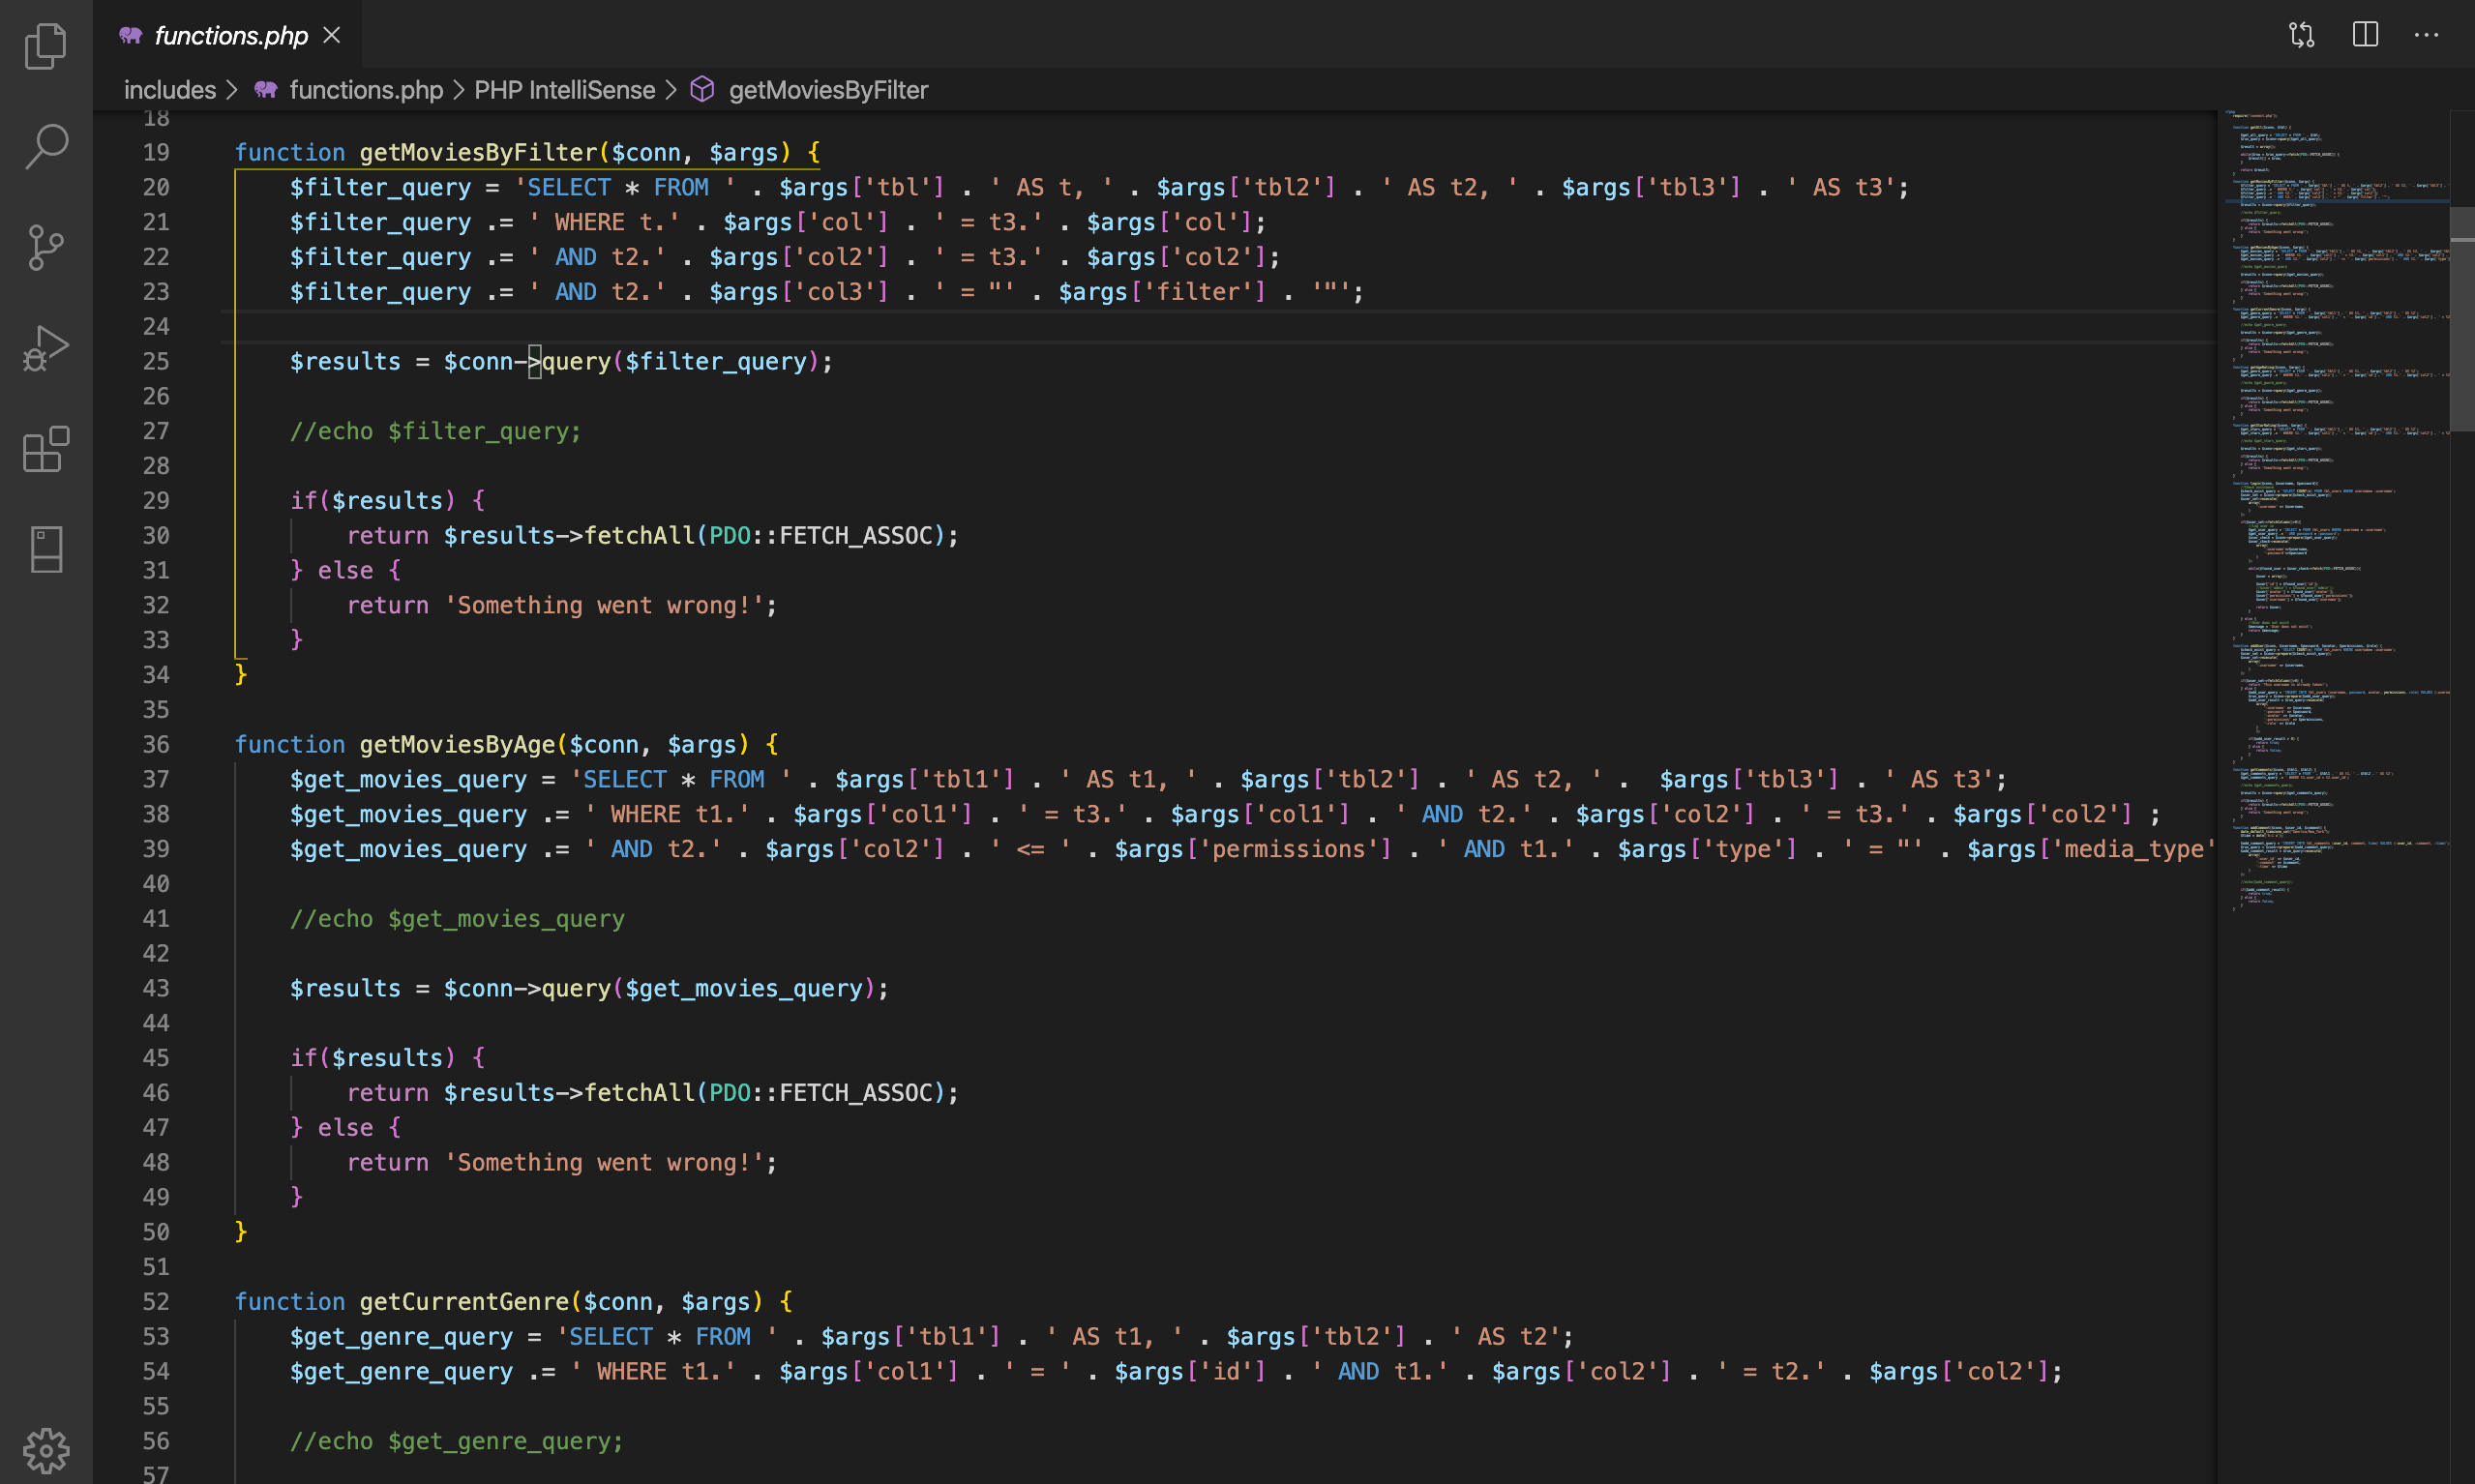 functions.php
includes > functions.php > PHP IntelliSense > getMoviesByFilter
18
19 function getMoviesByFilter($conn, $args) {
20 $filter_query = 'SELECT * FROM ' . $args['tbl'] . ' AS t, ' . $args['tbl2'] . ' AS t2, ' . $args['tbl3'] . ' AS t3';
21 $filter_query .= ' WHERE t.' . $args['col'] . ' = t3.' . $args['col'];
22 $filter_query .= ' AND t2.' . $args['col2'] . ' = t3.' . $args['col2'];
23 $filter_query .= ' AND t2.' . $args['col3'] . ' = "' . $args['filter'] . '"';
24
25 $results = $conn->query($filter_query);
26
27 //echo $filter_query;
28
29 if($results) {
30 return $results->fetchAll(PDO::FETCH_ASSOC);
31 } else {
32 return 'Something went wrong!';
33 }
34 }
35
36 function getMoviesByAge($conn, $args) {
37 $get_movies_query = 'SELECT * FROM ' . $args['tbl1'] . ' AS t1, ' . $args['tbl2'] . ' AS t2, ' .  $args['tbl3'] . ' AS t3';
38 $get_movies_query .= ' WHERE t1.' . $args['col1'] . ' = t3.' . $args['col1'] . ' AND t2.' . $args['col2'] . ' = t3.' . $args['col2'] ;
39 $get_movies_query .= ' AND t2.' . $args['col2'] . ' <= ' . $args['permissions'] . ' AND t1.' . $args['type'] . ' = "' . $args['media_type'
40
41 //echo $get_movies_query
42
43 $results = $conn->query($get_movies_query);
44
45 if($results) {
46 return $results->fetchAll(PDO::FETCH_ASSOC);
47 } else {
48 return 'Something went wrong!';
49 }
50 }
51
52 function getCurrentGenre($conn, $args) {
53 $get_genre_query = 'SELECT * FROM ' . $args['tbl1'] . ' AS t1, ' . $args['tbl2'] . ' AS t2';
54 $get_genre_query .= ' WHERE t1.' . $args['col1'] . ' = ' . $args['id'] . ' AND t1.' . $args['col2'] . ' = t2.' . $args['col2'];
55
56 //echo $get_genre_query;
57